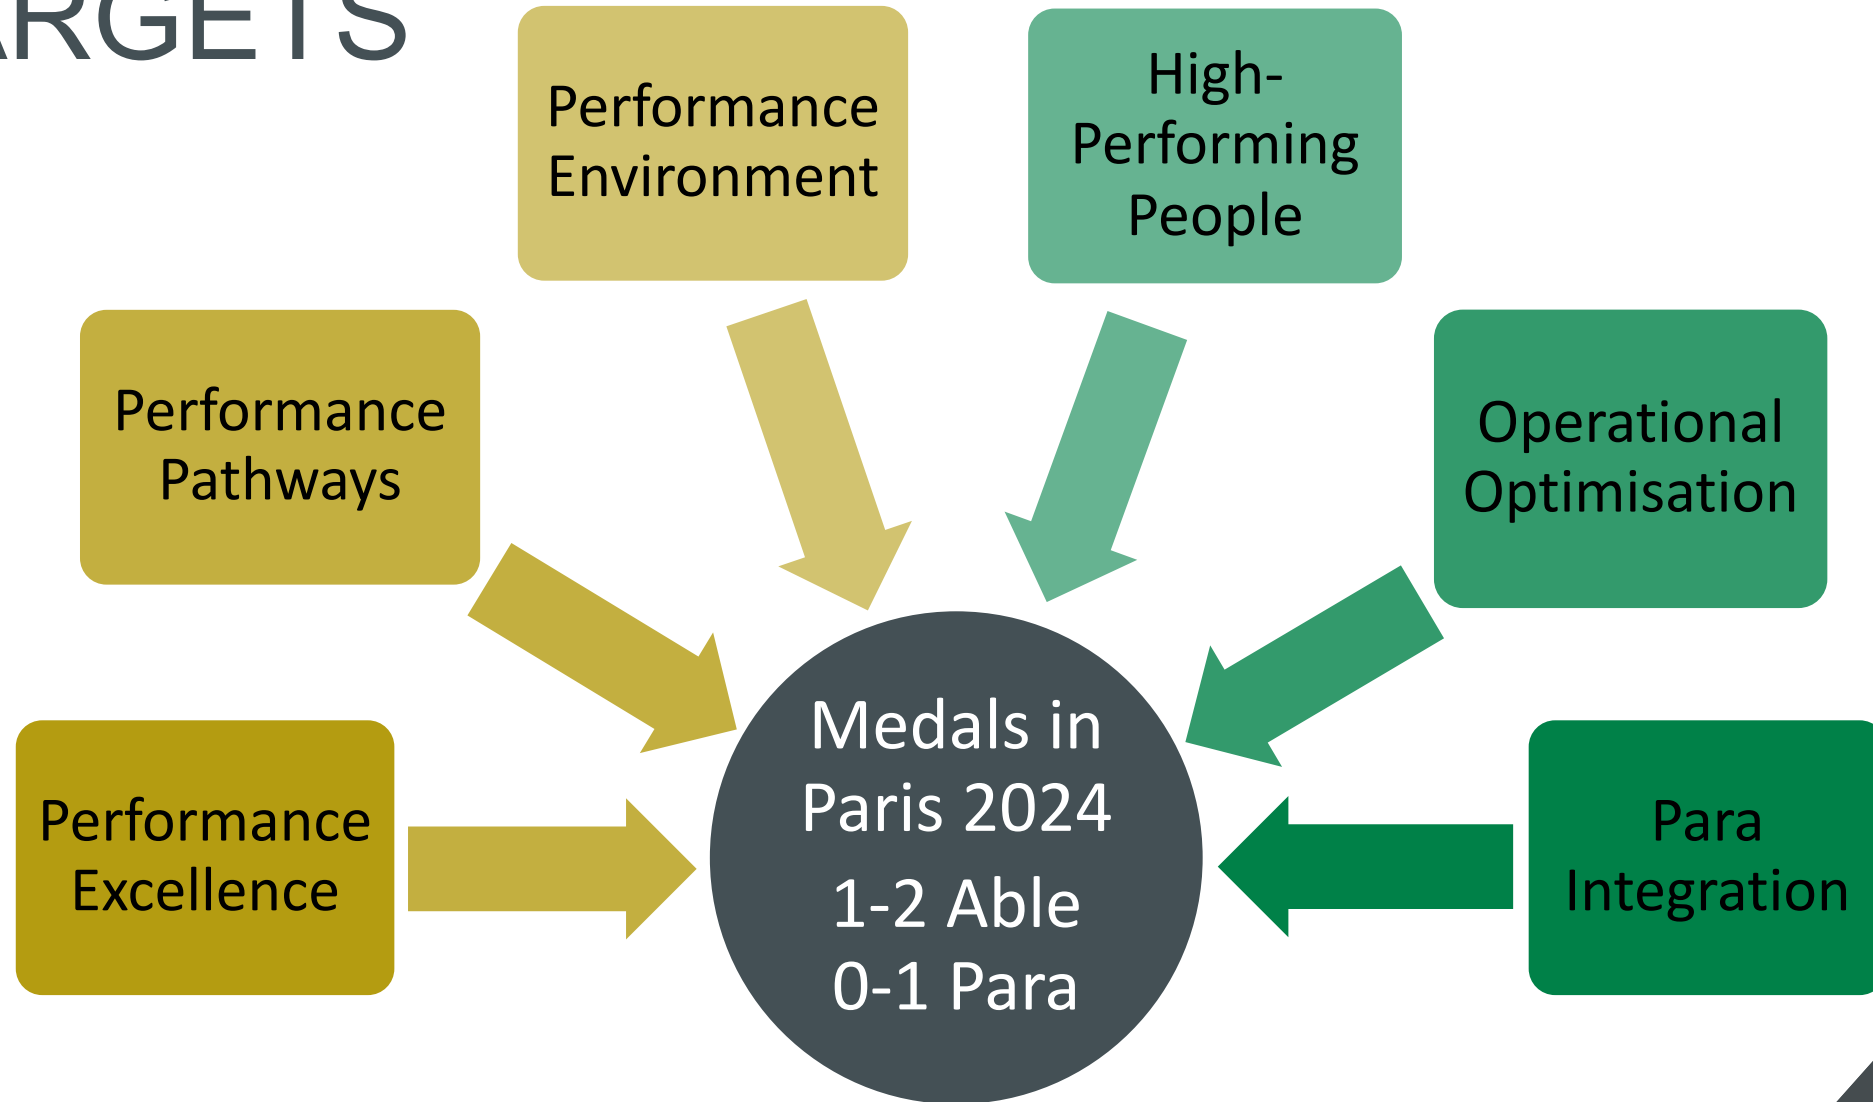 ARGETS
Performance
Environment
High-
Performing
People
Performance
Pathways
Operational
Optimisation
Performance
Excellence
Medals in
Paris 2024
1-2 Able
0-1 Para
Para
Integration